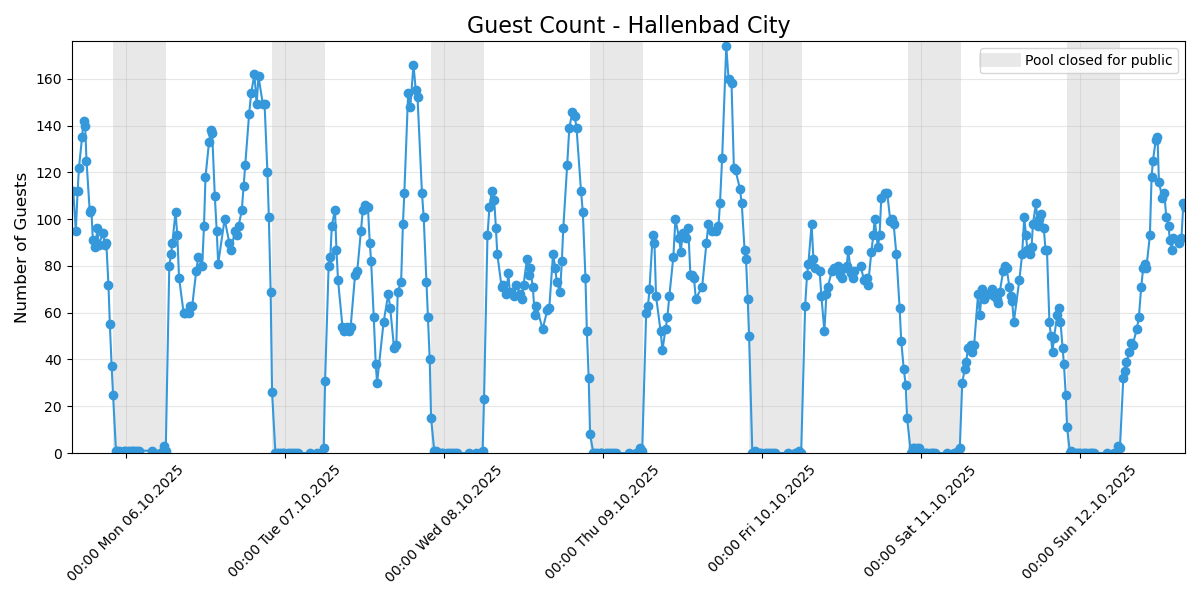 Guest Count - Hallenbad City
Pool closed for public
Number of Guests
160
140
120
100
80
60
40
20
0
00:00 Mon 06.10.2025
00:00 Tue 07.10.2025
00:00 Wed 08.10.2025
00:00 Thu 09.10.2025
00:00 Fri 10.10.2025
00:00 Sat 11.10.2025
00:00 Sun 12.10.2025